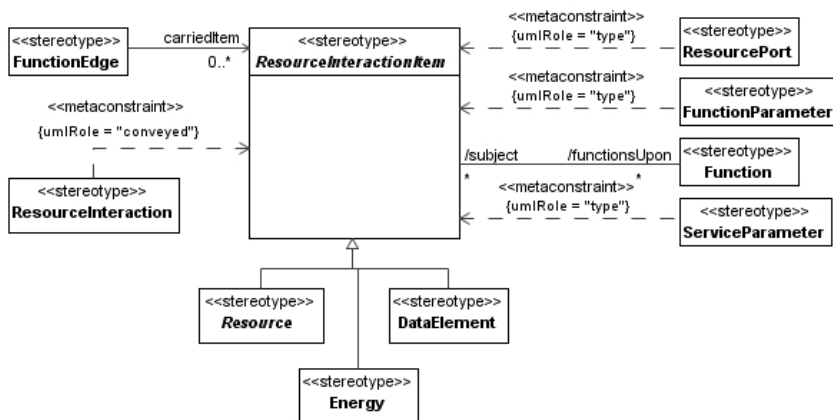 <<stereotype>>
FunctionEdge
carriedItem
0..*
<<stereotype>>
ResourceInteractionItem
<<metaconstraint>>
{umlRole = "type"}
<<stereotype>>
ResourcePort
<<metaconstraint>>
{umlRole = "type"}
<<stereotype>>
FunctionParameter
<<metaconstraint>>
{umlRole = "conveyed"}
<<stereotype>>
ResourceInteraction
/subject
*
/functionsUpon
*
<<stereotype>>
Function
<<metaconstraint>>
{umlRole = "type"}
<<stereotype>>
ServiceParameter
<<stereotype>>
Resource
<<stereotype>>
DataElement
<<stereotype>>
Energy